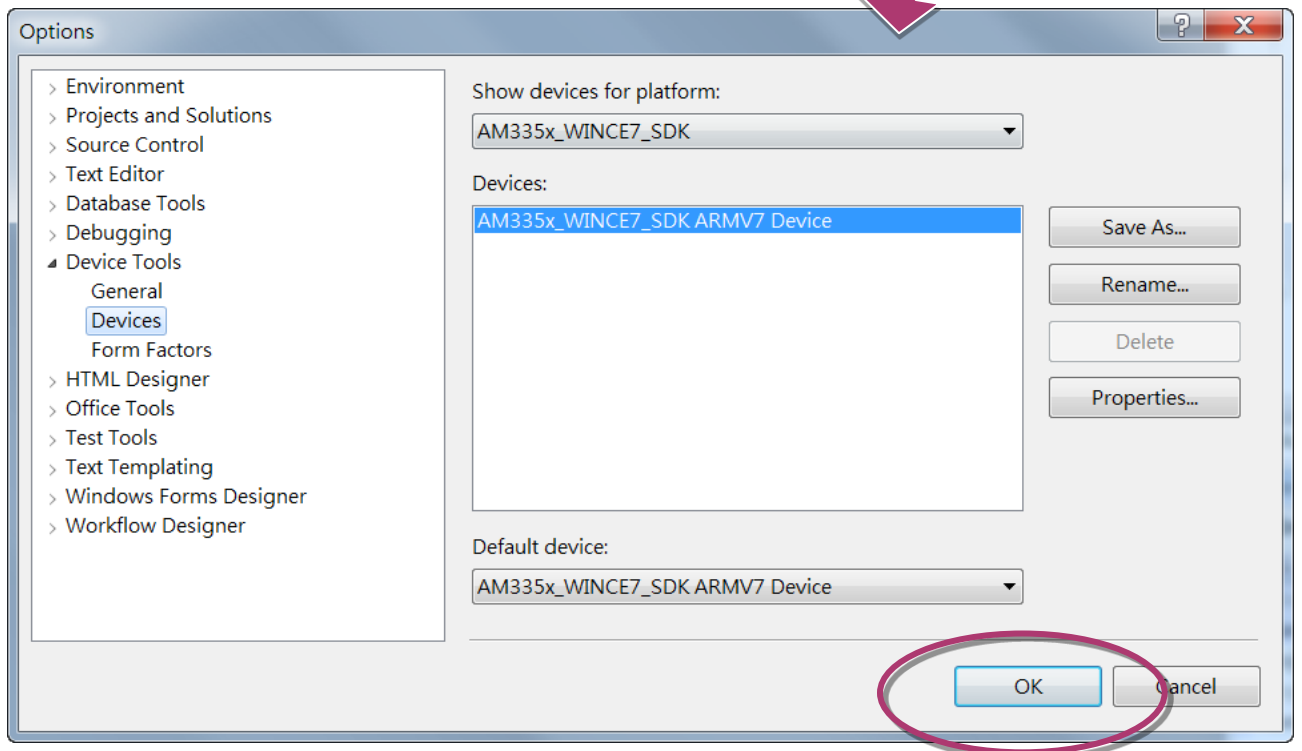 Options
Environment
Projects and Solutions
Source Control
Text Editor
Database Tools
Debugging
Device Tools
General
Devices
Form Factors
HTML Designer
Office Tools
Test Tools
Text Templating
Windows Forms Designer
Workflow Designer
Show devices for platform:
AM335x_WINCE7_SDK
Devices:
AM335x_WINCE7_SDK ARMV7 Device
Save As...
Rename...
Delete
Properties...
Default device:
AM335x_WINCE7_SDK ARMV7 Device
OK
Cancel